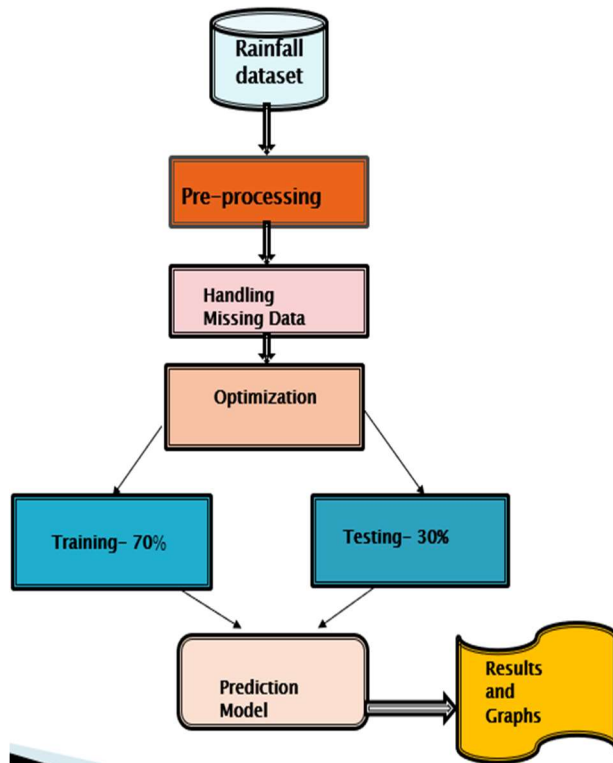 Rainfall
dataset
Pre-processing
Handling
Missing Data
Optimization
Training- 70%
Testing- 30%
Prediction
Model
Results
and
Graphs